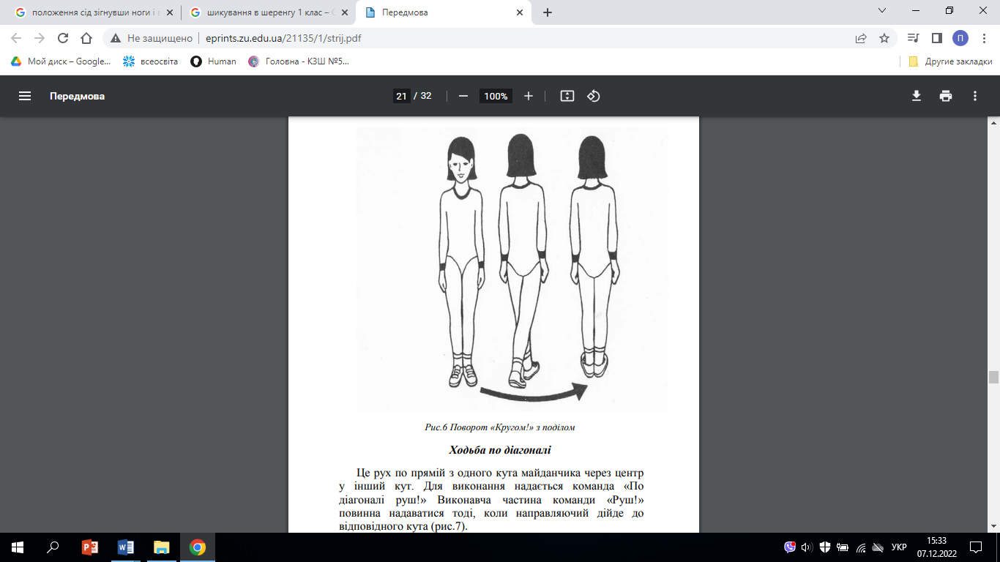 положення сід зігнувши ноги і
шикування в шеренгу 1 клас –
Передмова
Не защищено
eprints.zu.edu.ua/21135/1/strij.pdf
П
Мой диск – Google...
всеосвіта
Human
Головна - КЗШ №5...
Другие закладки
Передмова
21 / 32
100%
Рис.6 Поворот «Кругом!» з поділом
Ходьба по діагоналі
Це рух по прямій з одного кута майданчика через центр
у інший кут. Для виконання надається команда «По
діагоналі руш!» Виконавча частина команди «Руш!»
повинна надаватися тоді, коли направляючий дійде до
відповідного кута (рис.7).
УКР
15:33
07.12.2022